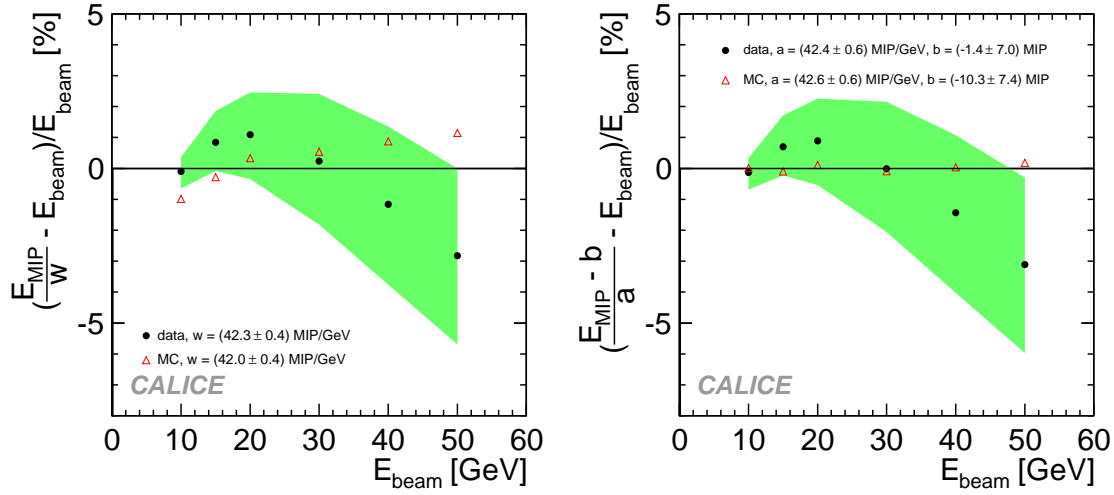 5
0
-5
(E_MIP/w - E_beam)/E_beam [%]
data, w = (42.3 ± 0.4) MIP/GeV
MC, w = (42.0 ± 0.4) MIP/GeV
CALICE
0 10 20 30 40 50 60
E_beam [GeV]
5
0
-5
((E_MIP - b)/a - E_beam)/E_beam [%]
data, a = (42.4 ± 0.6) MIP/GeV, b = (-1.4 ± 7.0) MIP
MC, a = (42.6 ± 0.6) MIP/GeV, b = (-10.3 ± 7.4) MIP
CALICE
0 10 20 30 40 50 60
E_beam [GeV]